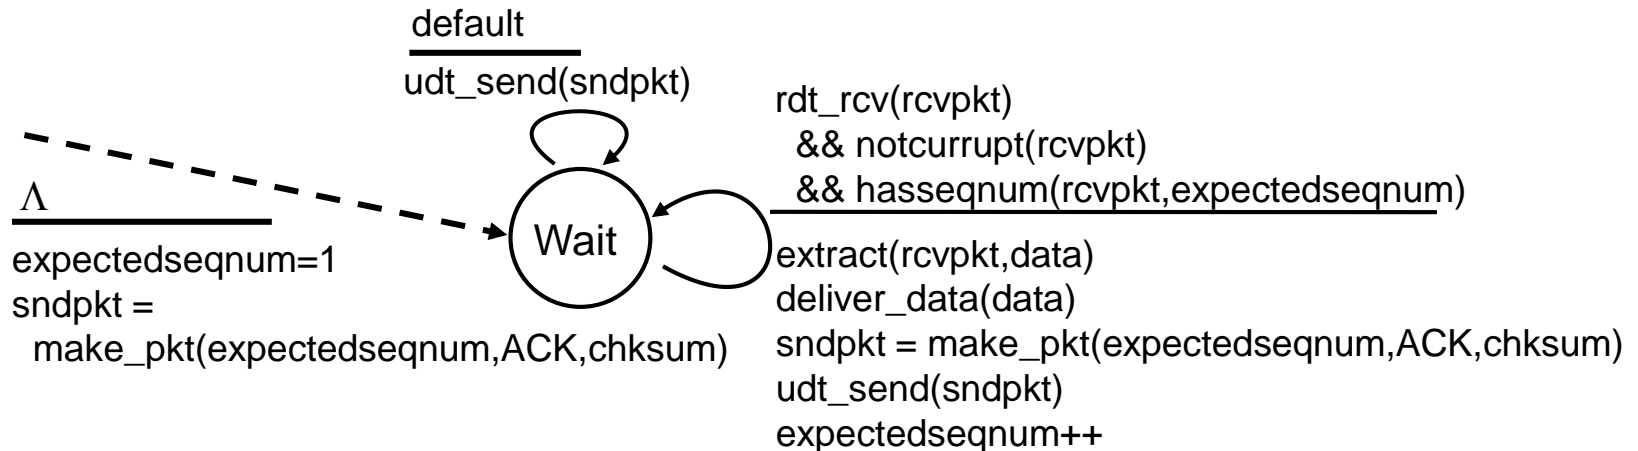 default
udt_send(sndpkt)
rdt_rcv(rcvpkt)
&& notcurrupt(rcvpkt)
&& hasseqnum(rcvpkt,expectedseqnum)
Λ
Wait
expectedseqnum=1
sndpkt =
make_pkt(expectedseqnum,ACK,chksum)
extract(rcvpkt,data)
deliver_data(data)
sndpkt = make_pkt(expectedseqnum,ACK,chksum)
udt_send(sndpkt)
expectedseqnum++